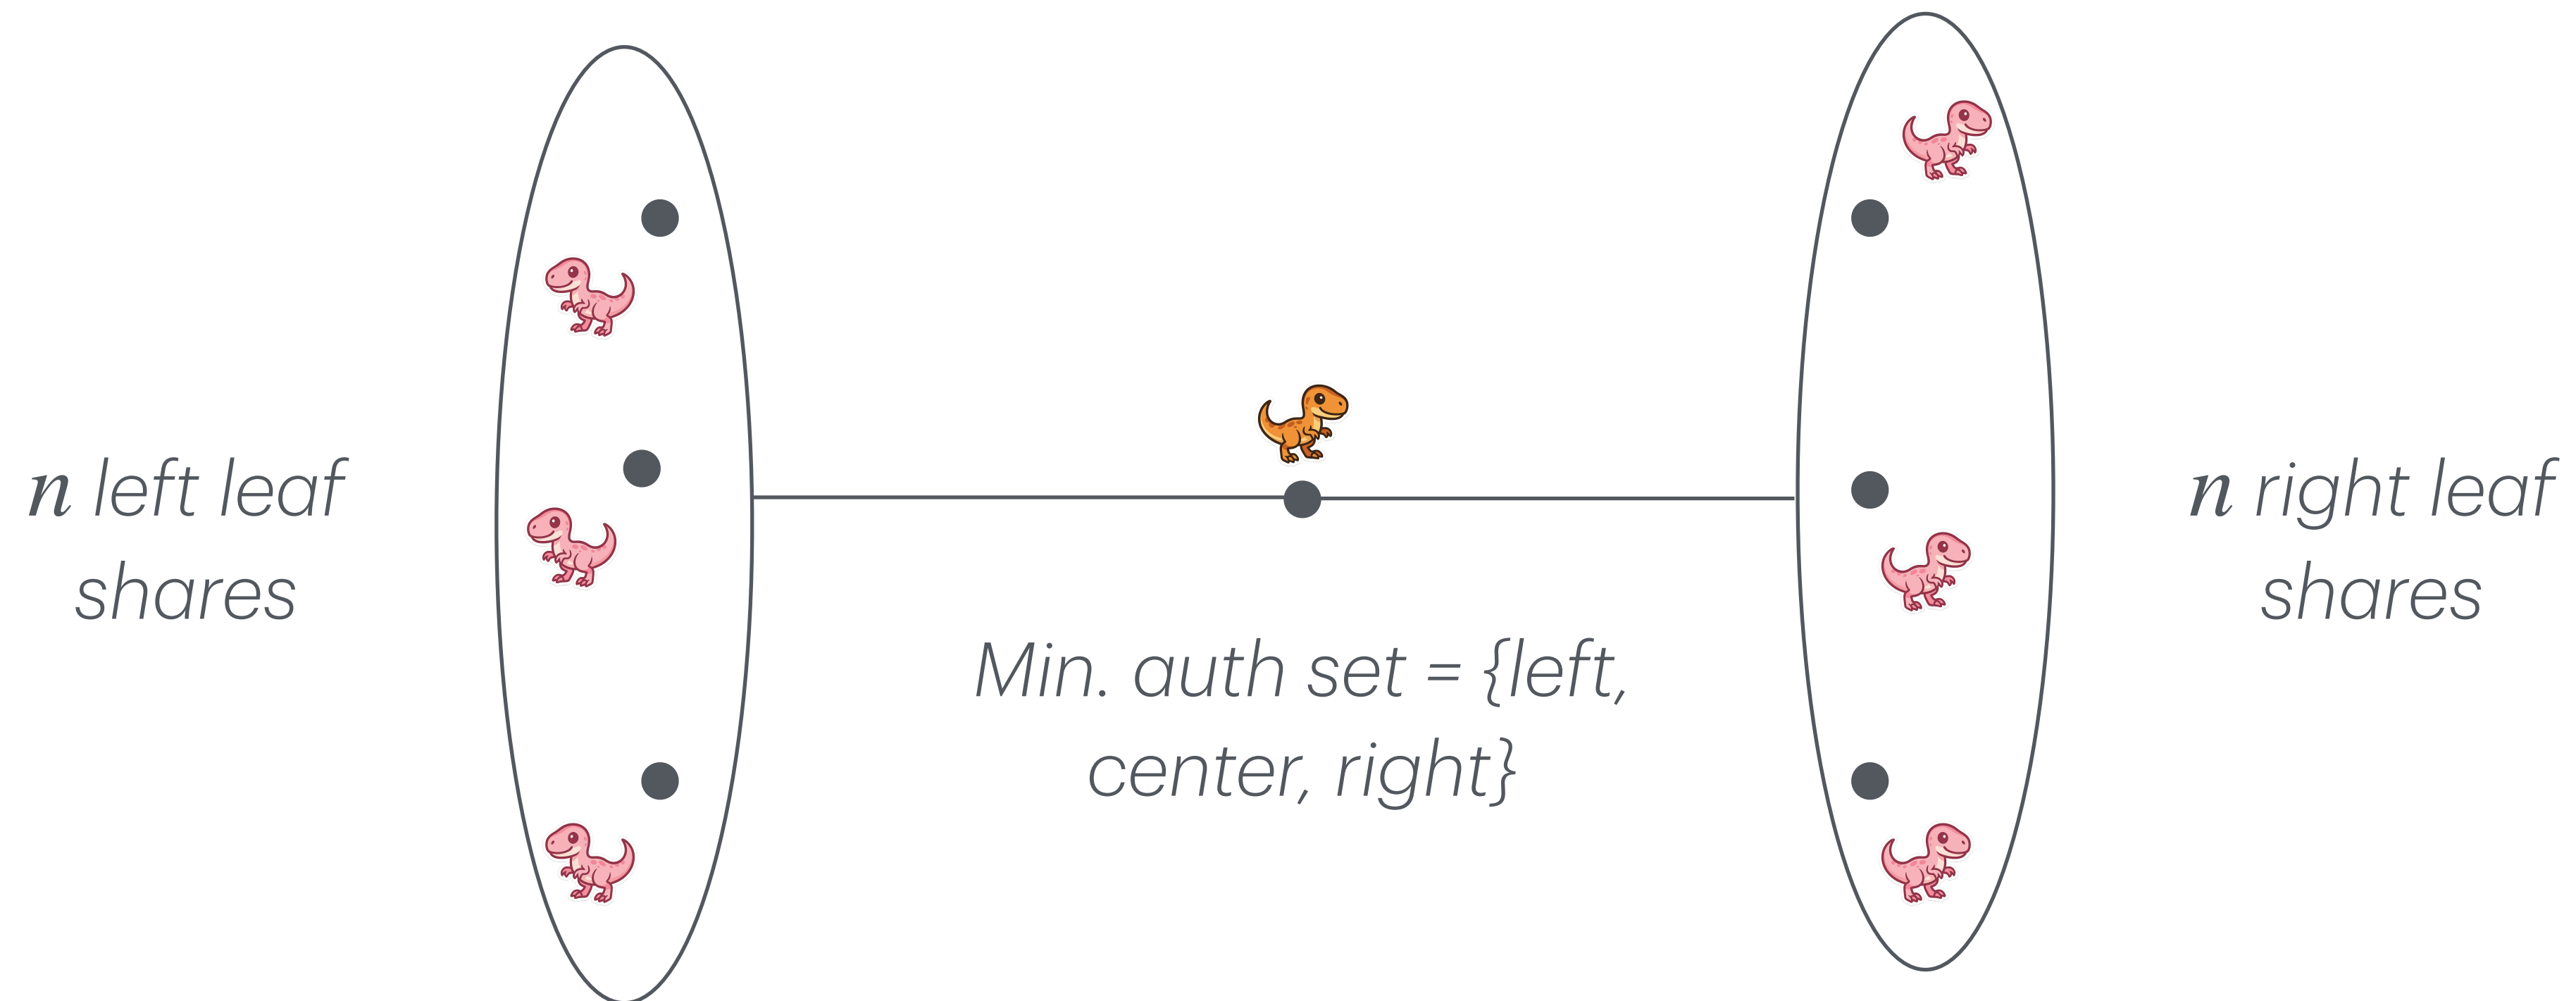 n left leaf
shares
Min. auth set = {left,
center, right}
n right leaf
shares